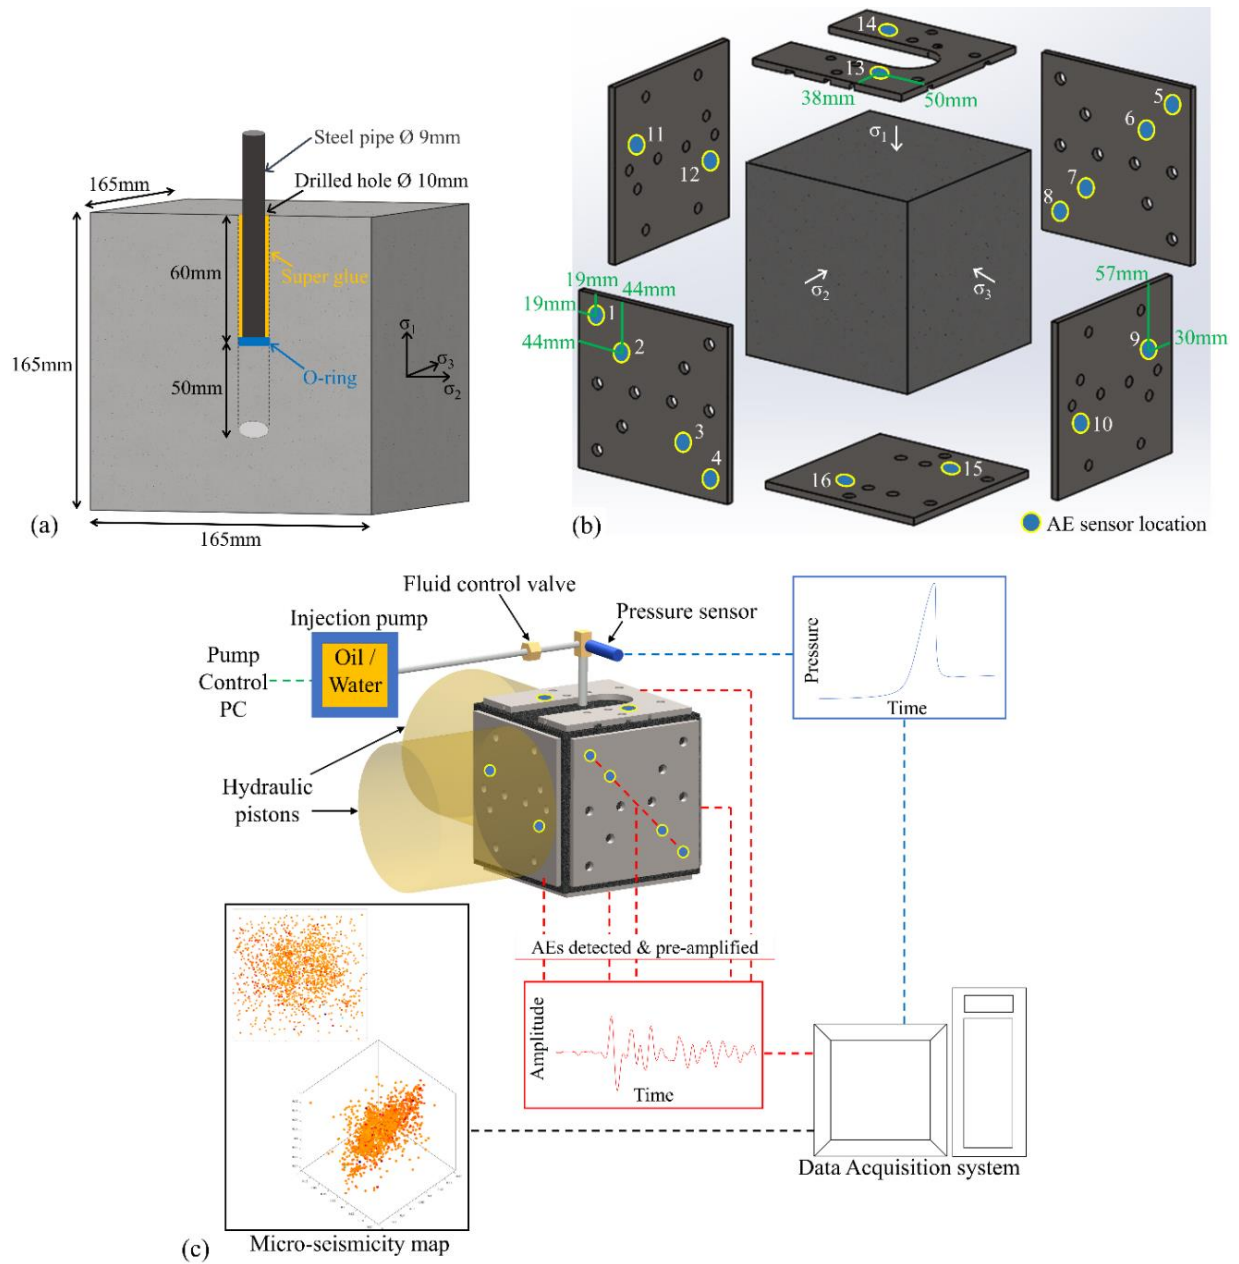 Steel pipe Ø 9mm
Drilled hole Ø 10mm
165mm
60mm
Super glue
165mm
50mm
O-ring
σ1
σ3
σ2
165mm
(a)
14
13
38mm
50mm
5
6
7
8
11
12
σ1
σ2
σ3
19mm
19mm
44mm
44mm
1
2
3
4
57mm
30mm
9
10
15
16
(b)
AE sensor location
Fluid control valve
Injection pump
Pressure sensor
Oil /
Water
Pump
Control
PC
Pressure
Time
Hydraulic
pistons
AEs detected & pre-amplified
Amplitude
Time
Data Acquisition system
Micro-seismicity map
(c)